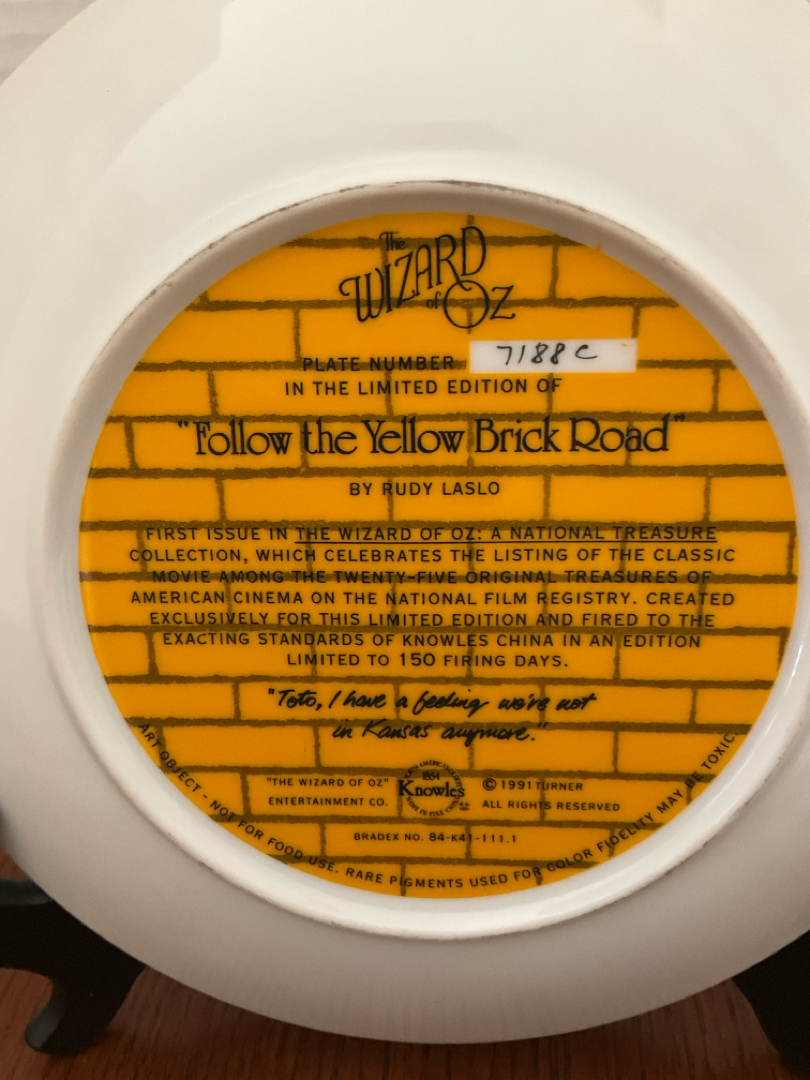 The
WIZARD
of OZ
PLATE NUMBER 7188C
IN THE LIMITED EDITION OF
"Follow the Yellow Brick Road"
BY RUDY LASLO
FIRST ISSUE IN THE WIZARD OF OZ: A NATIONAL TREASURE
COLLECTION, WHICH CELEBRATES THE LISTING OF THE CLASSIC
MOVIE AMONG THE TWENTY-FIVE ORIGINAL TREASURES OF
AMERICAN CINEMA ON THE NATIONAL FILM REGISTRY. CREATED
EXCLUSIVELY FOR THIS LIMITED EDITION AND FIRED TO THE
EXACTING STANDARDS OF KNOWLES CHINA IN AN EDITION
LIMITED TO 150 FIRING DAYS.
"Toto, I have a feeling we're not
in Kansas anymore."
"THE WIZARD OF OZ"
ENTERTAINMENT CO.
1854
Knowles
© 1991 TURNER
ALL RIGHTS RESERVED
BRADEX NO. 84-K41-111.1
ART OBJECT - NOT FOR FOOD USE. RARE PIGMENTS USED FOR COLOR FIDELITY MAY BE TOXIC.